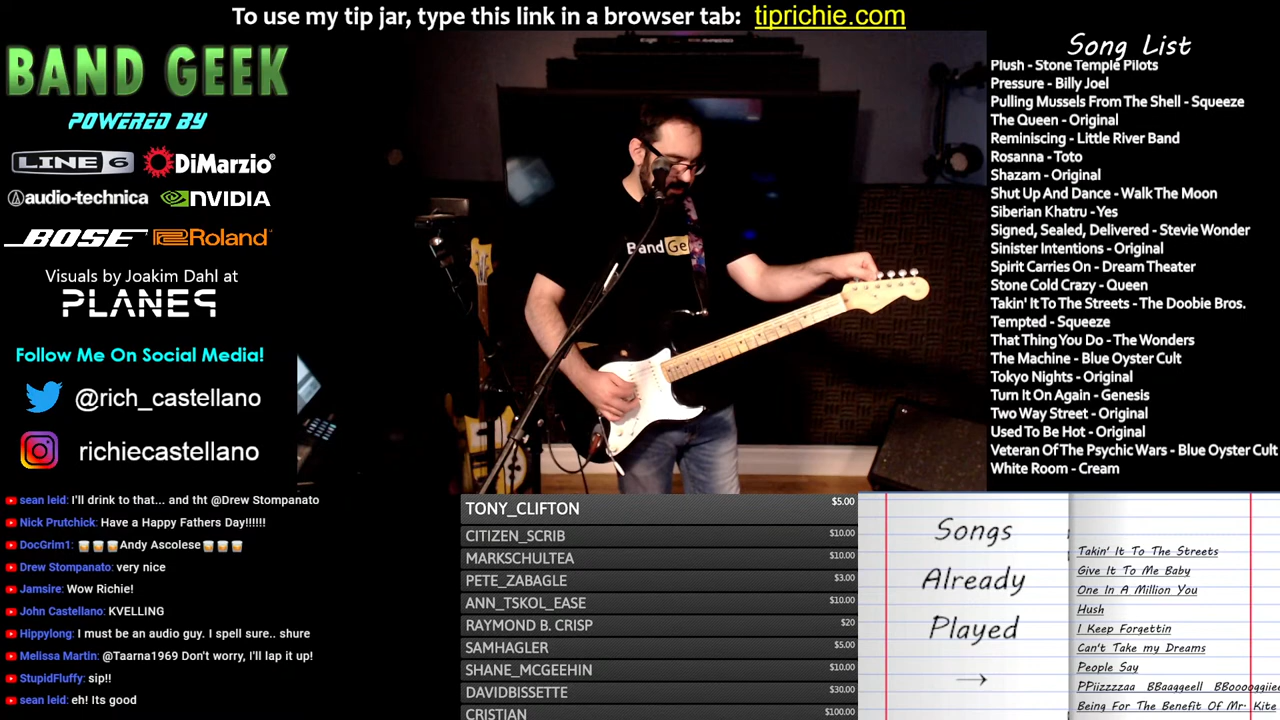 To use my tip jar, type this link in a browser tab: tiprichie.com
BAND GEEK
POWERED BY
LINE 6
DiMarzio®
audio-technica
NVIDIA
BOSE
Roland
Visuals by Joakim Dahl at
PLANE9
Follow Me On Social Media!
@rich_castellano
richiecastellano
sean leid: I'll drink to that... and tht @Drew Stompanato
Nick Prutchick: Have a Happy Fathers Day!!!!!!
DocGrim1: 🥃🥃🥃Andy Ascolese🥃🥃🥃
Drew Stompanato: very nice
Jamsire: Wow Richie!
John Castellano: KVELLING
Hippylong: I must be an audio guy. I spell sure.. shure
Melissa Martin: @Taarna1969 Don't worry, I'll lap it up!
StupidFluffy: sip!!
sean leid: eh! Its good
Band Ge
TONY_CLIFTON $5.00
CITIZEN_SCRIB $10.00
MARKSCHULTEA $10.00
PETE_ZABAGLE $3.00
ANN_TSKOL_EASE $10.00
RAYMOND B. CRISP $20
SAMHAGLER $5.00
SHANE_MCGEEHIN $10.00
DAVIDBISSETTE $30.00
CRISTIAN $100.00
Song List
Plush - Stone Temple Pilots
Pressure - Billy Joel
Pulling Mussels From The Shell - Squeeze
The Queen - Original
Reminiscing - Little River Band
Rosanna - Toto
Shazam - Original
Shut Up And Dance - Walk The Moon
Siberian Khatru - Yes
Signed, Sealed, Delivered - Stevie Wonder
Sinister Intentions - Original
Spirit Carries On - Dream Theater
Stone Cold Crazy - Queen
Takin' It To The Streets - The Doobie Bros.
Tempted - Squeeze
That Thing You Do - The Wonders
The Machine - Blue Oyster Cult
Tokyo Nights - Original
Turn It On Again - Genesis
Two Way Street - Original
Used To Be Hot - Original
Veteran Of The Psychic Wars - Blue Oyster Cult
White Room - Cream
Songs
Already
Played
→
Takin' It To The Streets
Give It To Me Baby
One In A Million You
Hush
I Keep Forgettin
Can't Take my Dreams
People Say
PPiizzzzaa BBaaggeell BBoooogгiiee
Being For The Benefit Of Mr. Kite